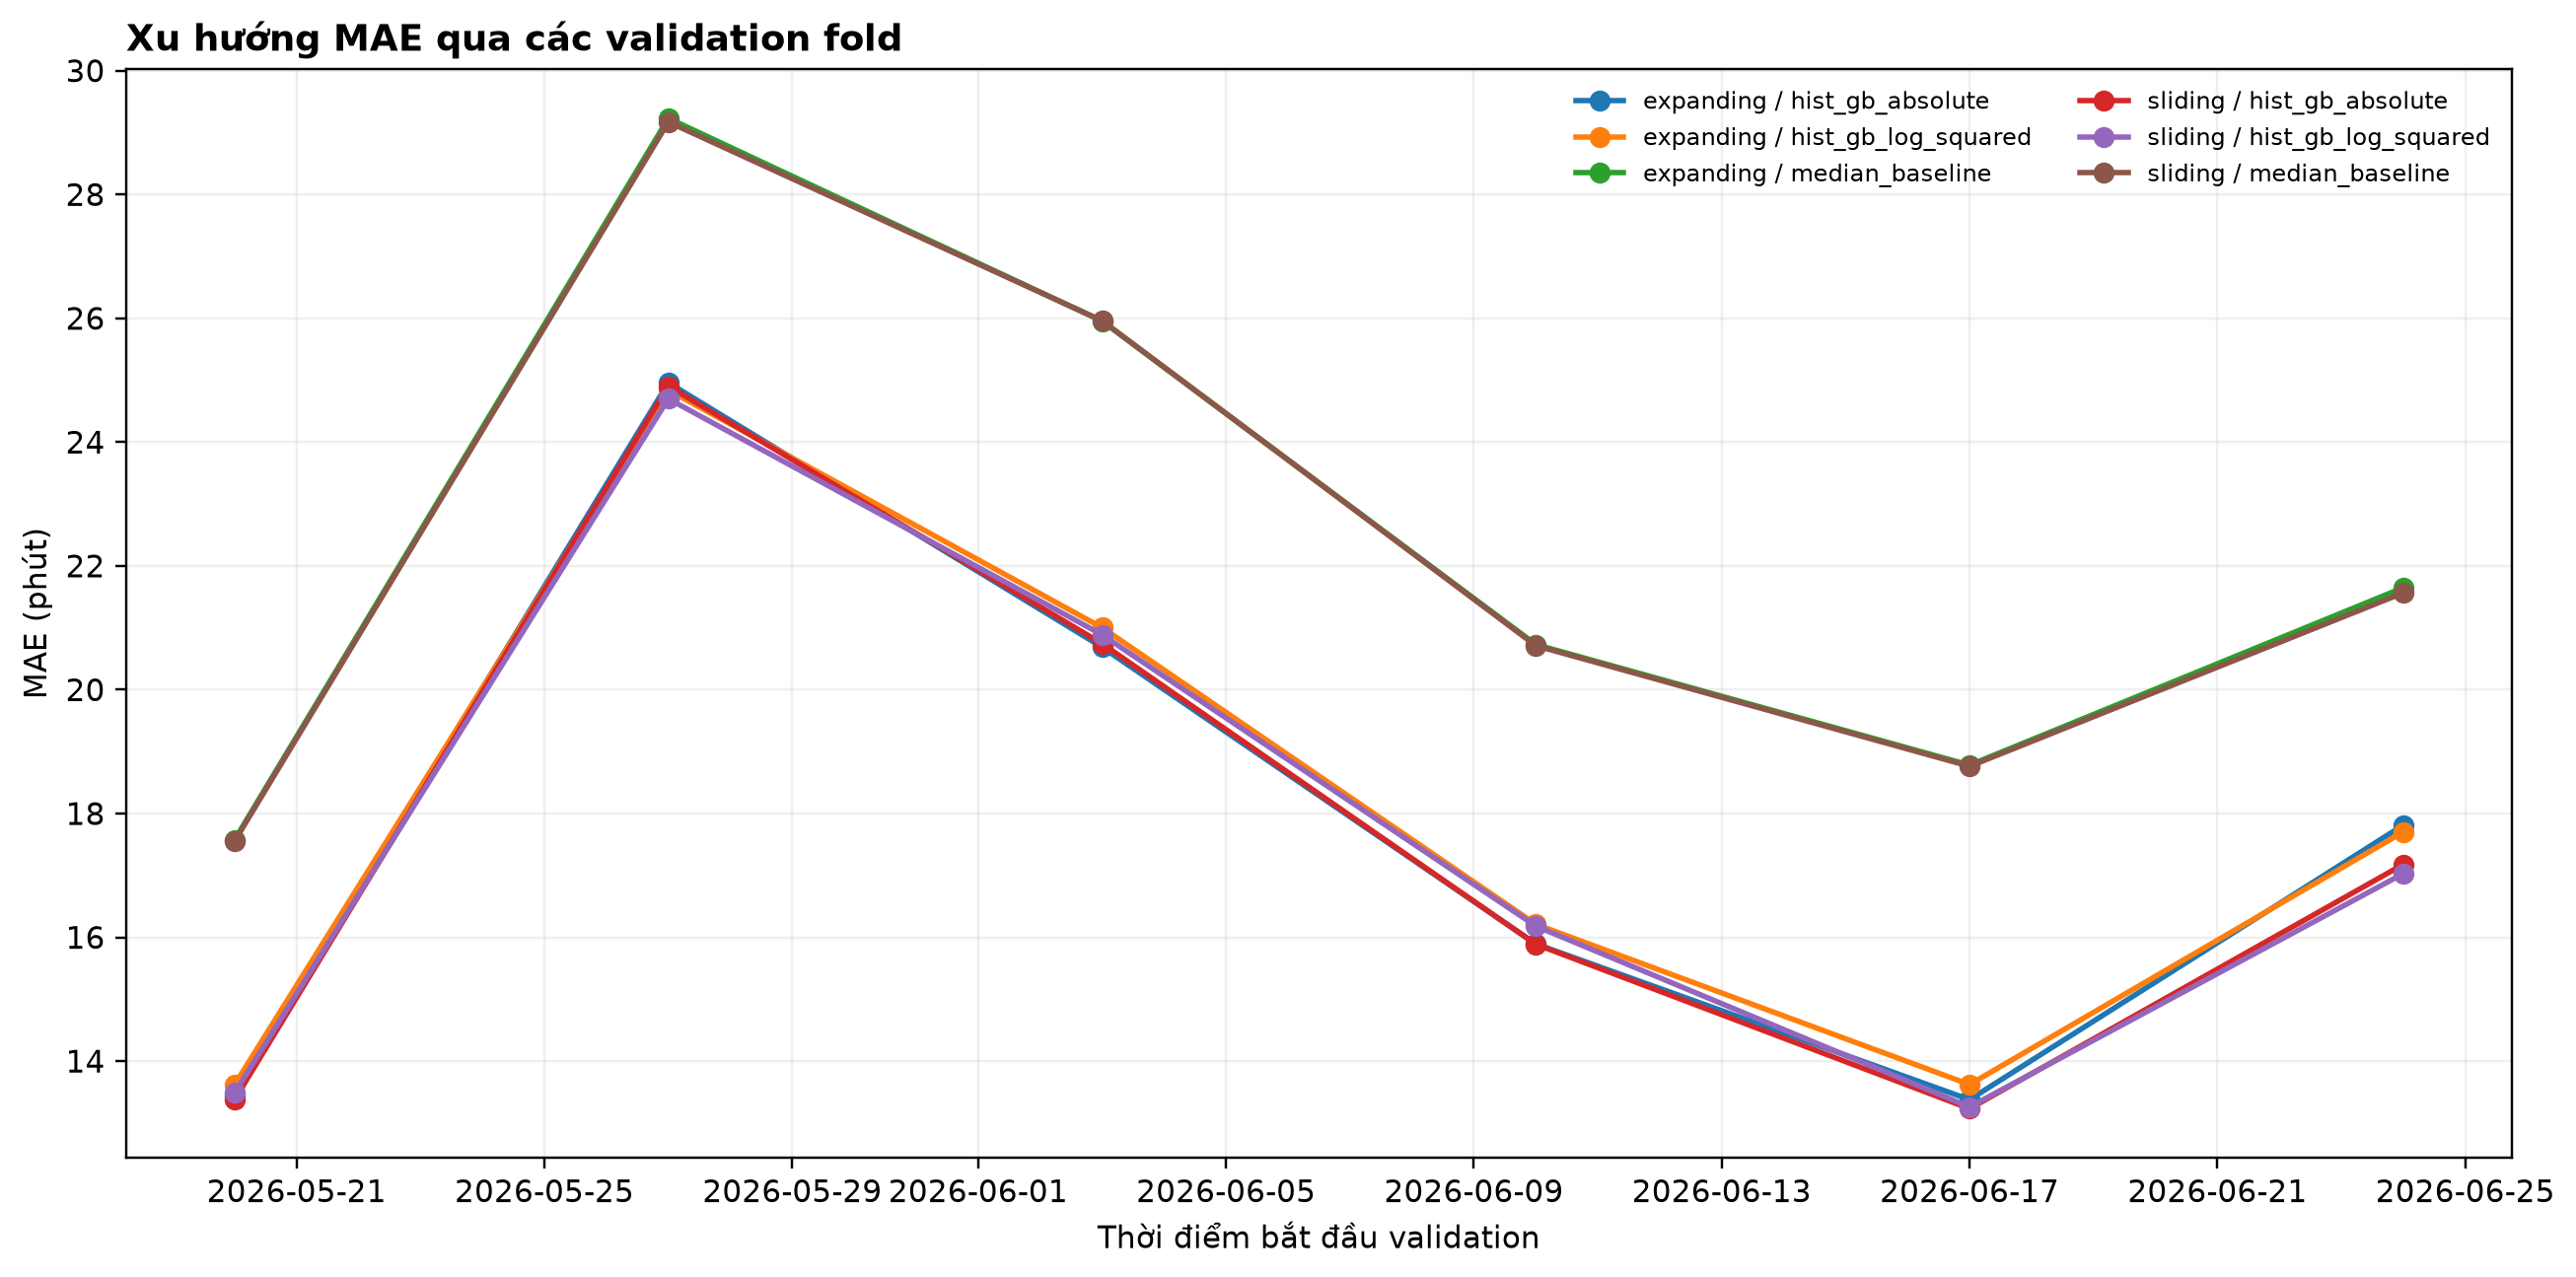 Xu hướng MAE qua các validation fold
30
28
26
24
22
20
18
16
14
MAE (phút)
expanding / hist_gb_absolute
expanding / hist_gb_log_squared
expanding / median_baseline
sliding / hist_gb_absolute
sliding / hist_gb_log_squared
sliding / median_baseline
2026-05-21 2026-05-25 2026-05-29 2026-06-01 2026-06-05 2026-06-09 2026-06-13 2026-06-17 2026-06-21 2026-06-25
Thời điểm bắt đầu validation